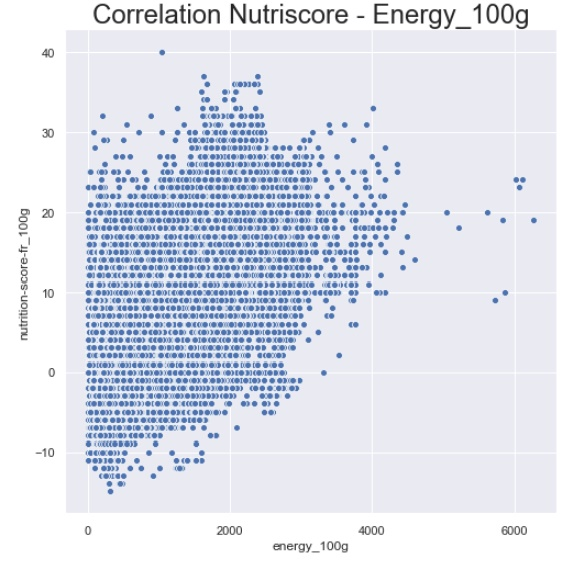 Correlation Nutriscore - Energy_100g
40
30
20
10
0
−10
nutrition-score-fr_100g
0 2000 4000 6000
energy_100g